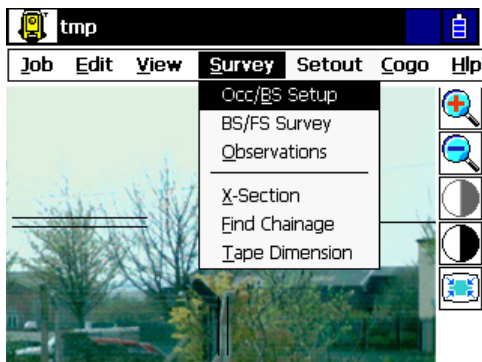 tmp
Job Edit View Survey Setout Cogo Hlp
Occ/BS Setup
BS/FS Survey
Observations
X-Section
Find Chainage
Tape Dimension